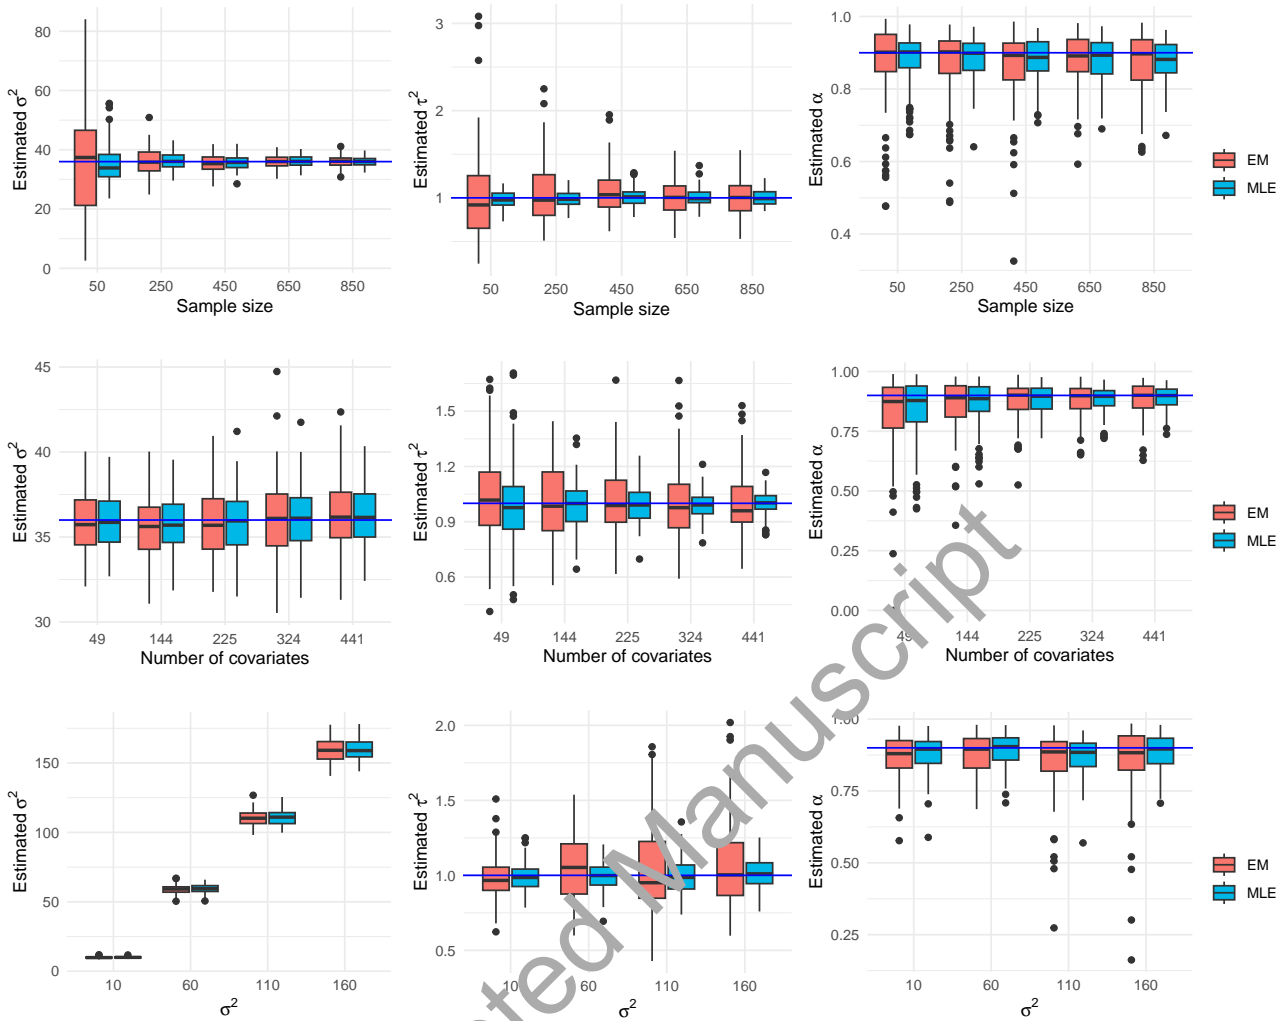 80
60
40
20
0
Estimated σ²
50 250 450 650 850
Sample size
3
2
1
Estimated τ²
50 250 450 650 850
Sample size
1.0
0.8
0.6
0.4
Estimated α
50 250 450 650 850
Sample size
EM
MLE
45
40
35
30
Estimated σ²
49 144 225 324 441
Number of covariates
1.5
1.2
0.9
0.6
Estimated τ²
49 144 225 324 441
Number of covariates
1.00
0.75
0.50
0.25
0.00
Estimated α
49 144 225 324 441
Number of covariates
EM
MLE
150
100
50
0
Estimated σ²
10 60 110 160
σ²
2.0
1.5
1.0
0.5
Estimated τ²
10 60 110 160
σ²
1.00
0.75
0.50
0.25
Estimated α
10 60 110 160
EM
MLE
ted Manuscript